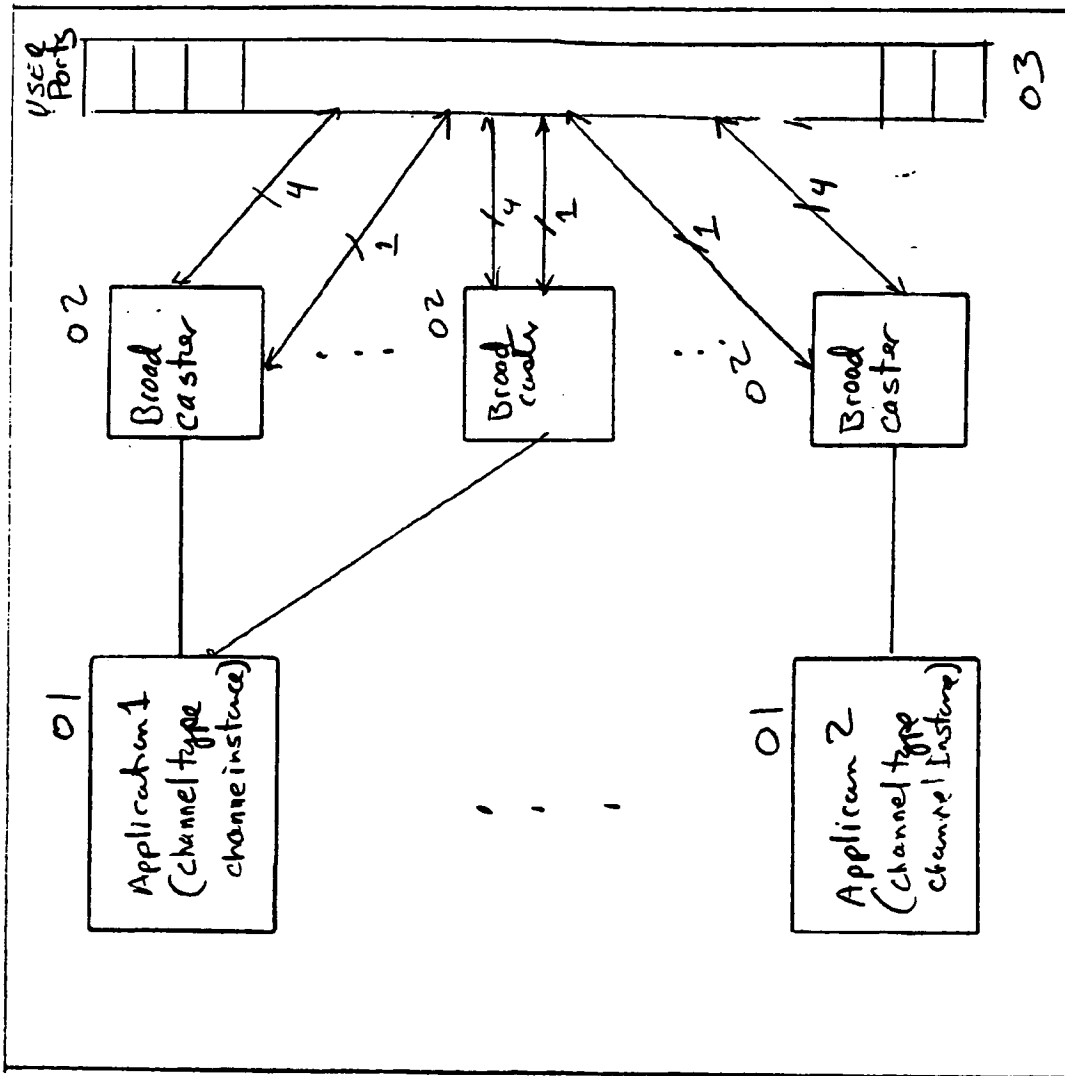 USER
Ports
03
4
1
4
1
1
4
02
Broad
caster
02
Broad
caster
02
Broad
caster
01
Application 1
(channel type
channel instance)
01
Applican 2
(channel type
channel Instance)